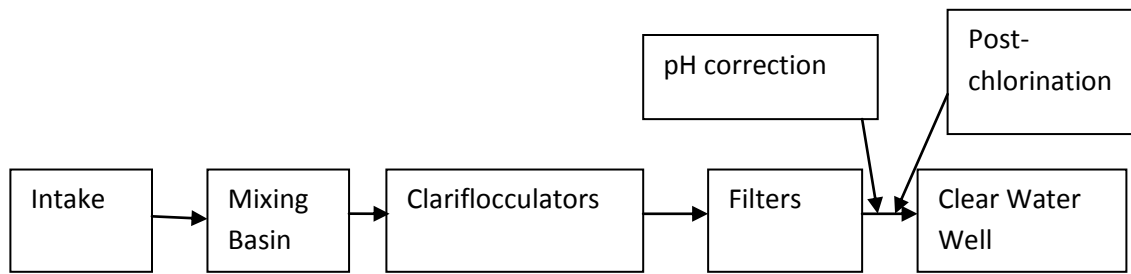 pH correction
Post-
chlorination
Intake
Mixing
Basin
Clariflocculators
Filters
Clear Water
Well